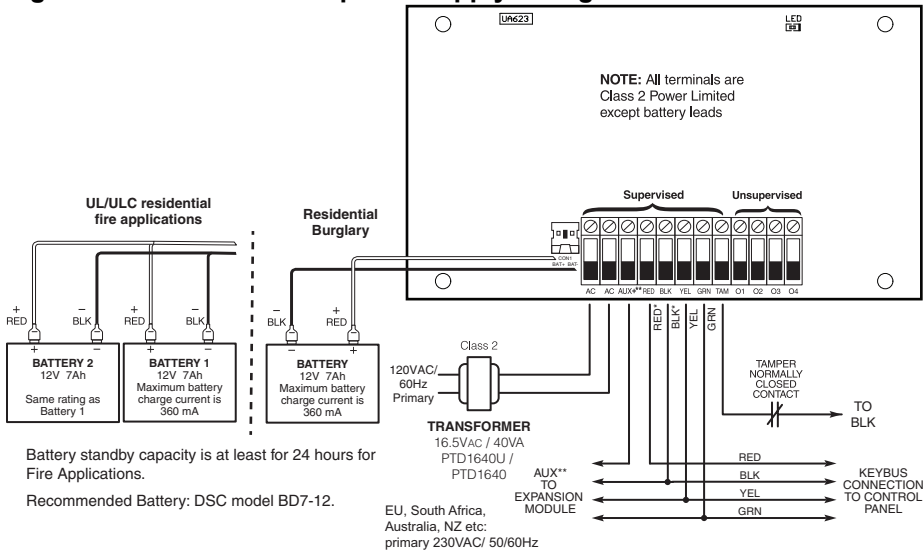 UA623
LED
NOTE: All terminals are
Class 2 Power Limited
except battery leads
Supervised
Unsupervised
CON1
BAT+ BAT-
AC AC AUX+** RED BLK YEL GRN TAM O1 O2 O3 O4
RED*
BLK*
YEL
GRN
UL/ULC residential
fire applications
Residential
Burglary
+
RED
–
BLK
+
RED
–
BLK
–
BLK
+
RED
+ –
BATTERY 2
12V 7Ah
Same rating as
Battery 1
+ –
BATTERY 1
12V 7Ah
Maximum battery
charge current is
360 mA
– +
BATTERY
12V 7Ah
Maximum battery
charge current is
360 mA
Class 2
120VAC/
60Hz
Primary
TRANSFORMER
16.5VAC / 40VA
PTD1640U /
PTD1640
TAMPER
NORMALLY
CLOSED
CONTACT
TO
BLK
AUX**
TO
EXPANSION
MODULE
RED
BLK
YEL
GRN
KEYBUS
CONNECTION
TO CONTROL
PANEL
Battery standby capacity is at least for 24 hours for
Fire Applications.
Recommended Battery: DSC model BD7-12.
EU, South Africa,
Australia, NZ etc:
primary 230VAC/ 50/60Hz